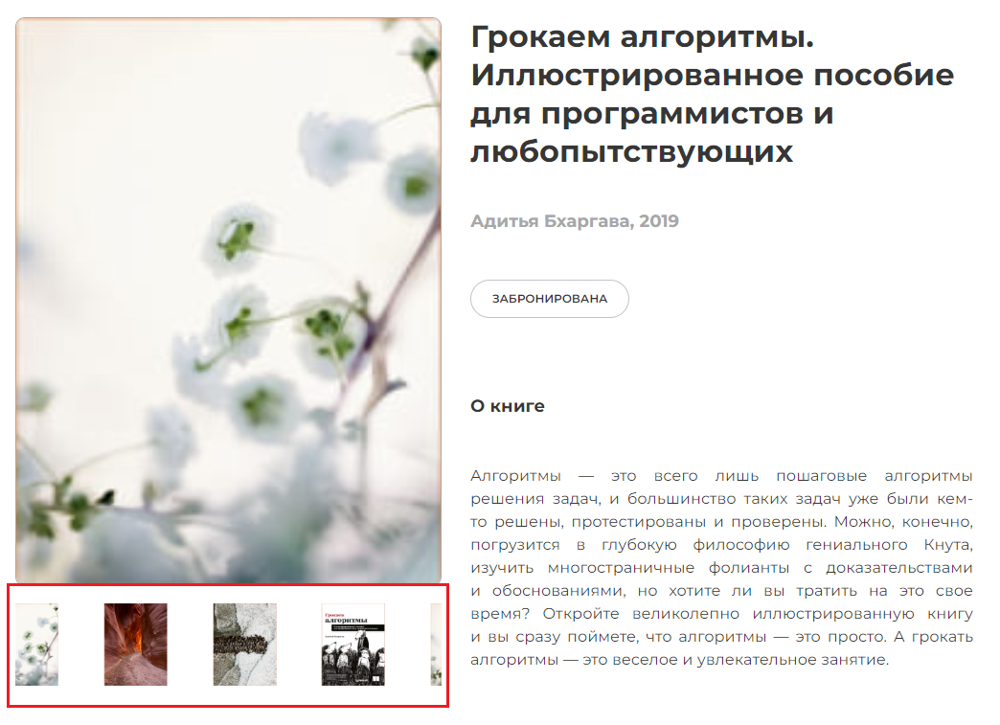 Грокаем алгоритмы.
Иллюстрированное пособие
для программистов и
любопытствующих
Адитья Бхаргава, 2019
ЗАБРОНИРОВАНА
О книге
Алгоритмы — это всего лишь пошаговые алгоритмы
решения задач, и большинство таких задач уже были кем-
то решены, протестированы и проверены. Можно, конечно,
погрузится в глубокую философию гениального Кнута,
изучить многостраничные фолианты с доказательствами
и обоснованиями, но хотите ли вы тратить на это свое
время? Откройте великолепно иллюстрированную книгу
и вы сразу поймете, что алгоритмы — это просто. А грокать
алгоритмы — это веселое и увлекательное занятие.
Грокаем
алгоритмы